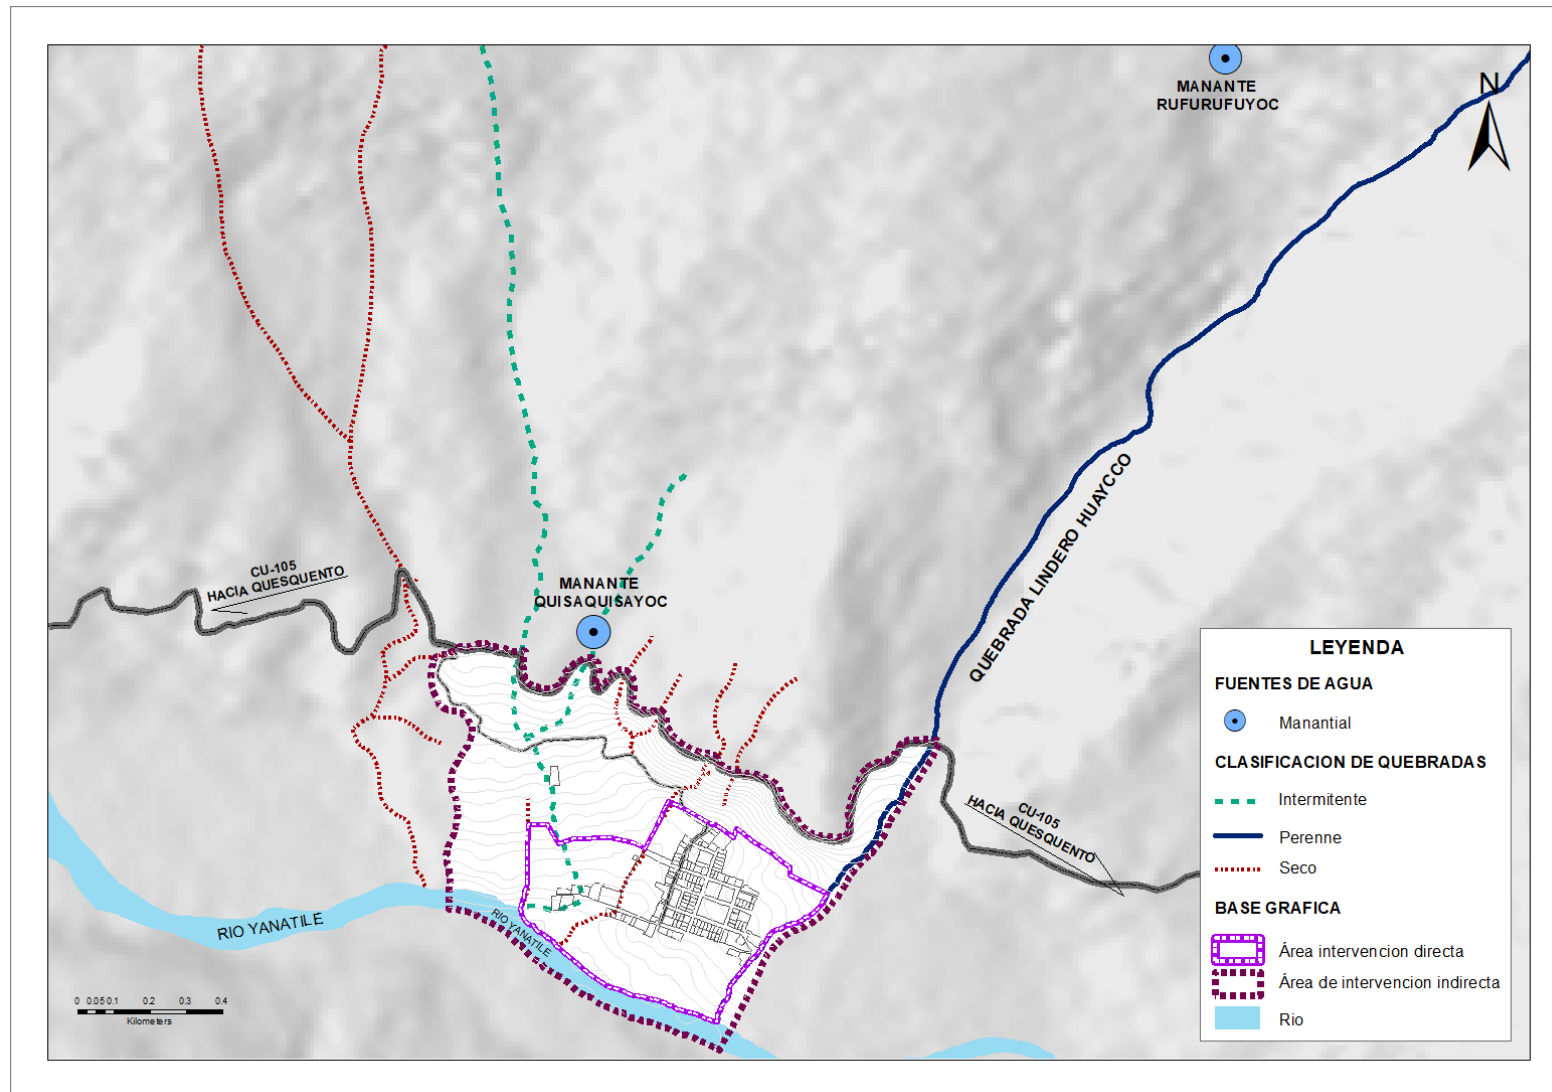 MANANTE
RUFURUFUYOC
N
QUEBRADA LINDERO HUAYCCO
CU-105
HACIA QUESQUENTO
MANANTE
QUISAQUISAYOC
CU-105
HACIA QUESQUENTO
RIO YANATILE
RIO YANATILE
0 0.05 0.1 0.2 0.3 0.4
Kilometers
LEYENDA
FUENTES DE AGUA
Manantial
CLASIFICACION DE QUEBRADAS
Intermitente
Perenne
Seco
BASE GRAFICA
Área intervencion directa
Área de intervencion indirecta
Rio